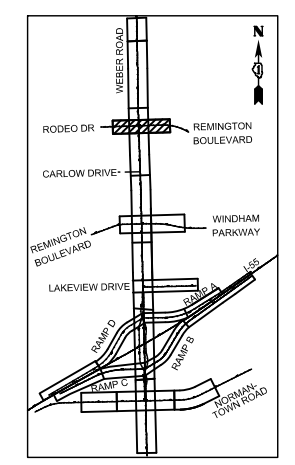 N
WEBER ROAD
RODEO DR
REMINGTON
BOULEVARD
CARLOW DRIVE
REMINGTON
BOULEVARD
WINDHAM
PARKWAY
I-55
LAKEVIEW DRIVE
RAMP A
RAMP D
RAMP B
RAMP C
NORMAN-
TOWN ROAD